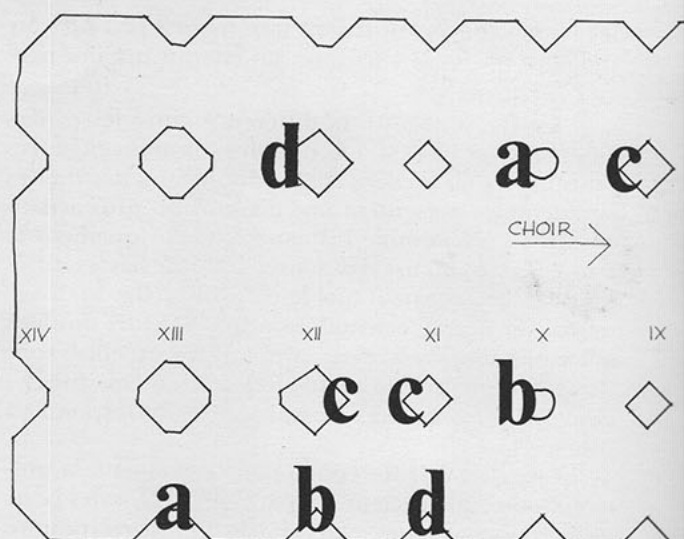 d a c
CHOIR
XIV XIII XII XI X IX
c c b
a b d